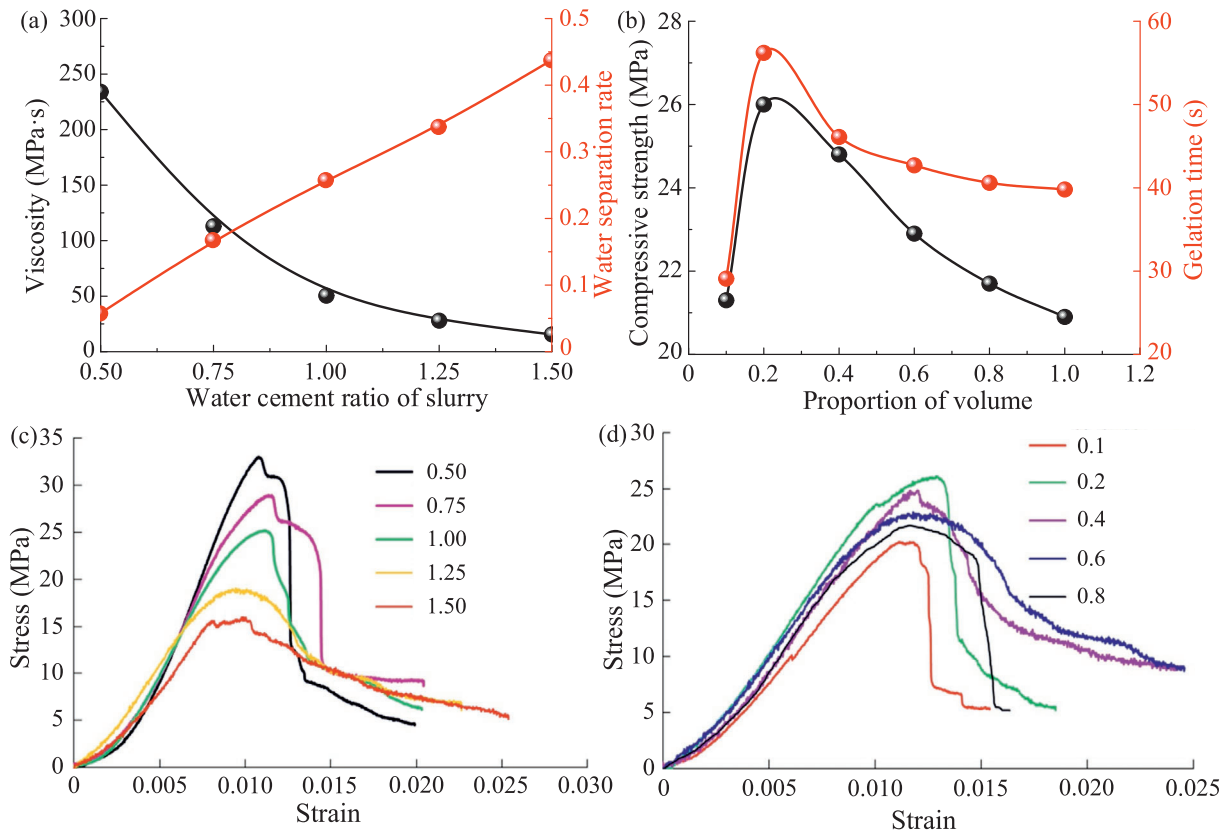 (a)
300
250
200
150
100
50
0
Viscosity (MPa·s)
0.5
0.4
0.3
0.2
0.1
0
Water separation rate
0.50 0.75 1.00 1.25 1.50
Water cement ratio of slurry
(b)
28
26
24
23
21
20
Compressive strength (MPa)
60
50
40
30
20
Gelation time (s)
0 0.2 0.4 0.6 0.8 1.0 1.2
Proportion of volume
(c)
35
30
25
20
15
10
5
0
Stress (MPa)
0.50
0.75
1.00
1.25
1.50
0 0.005 0.010 0.015 0.020 0.025 0.030
Strain
(d)
30
25
20
15
10
5
0
Stress (MPa)
0.1
0.2
0.4
0.6
0.8
0 0.005 0.010 0.015 0.020 0.025
Strain